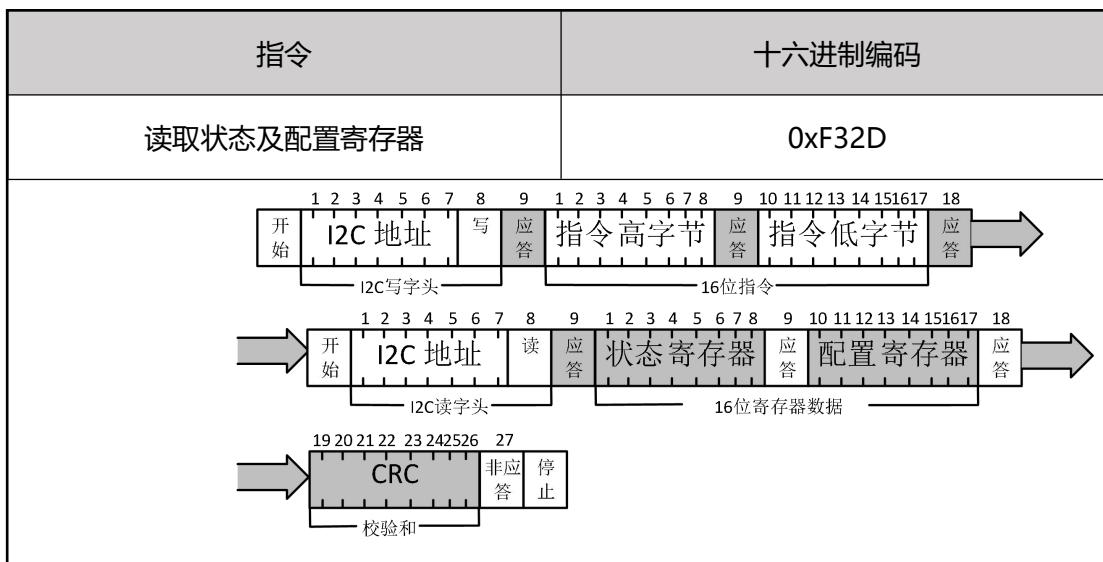 指令 十六进制编码
读取状态及配置寄存器 0xF32D
1 2 3 4 5 6 7 8 9 1 2 3 4 5 6 7 8 9 10 11 12 13 14 15 16 17 18
开始 I2C 地址 写 应答 指令高字节 应答 指令低字节 应答
I2C写字头 16位指令
1 2 3 4 5 6 7 8 9 1 2 3 4 5 6 7 8 9 10 11 12 13 14 15 16 17 18
开始 I2C 地址 读 应答 状态寄存器 应答 配置寄存器 应答
I2C读字头 16位寄存器数据
19 20 21 22 23 24 25 26 27
CRC 非应答 停止
校验和